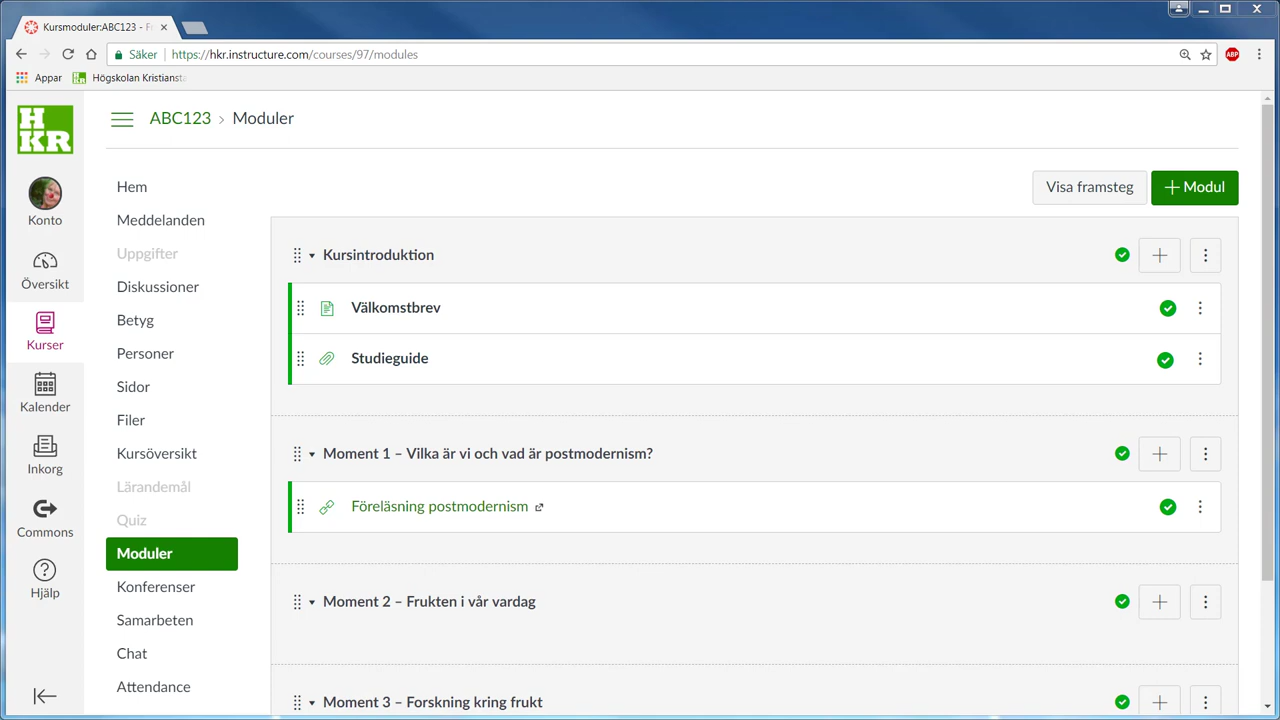 Kursmoduler:ABC123 - F
Säker
https://hkr.instructure.com/courses/97/modules
ABP
Appar
Högskolan Kristiansta
HKR
ABC123 > Moduler
Konto
Översikt
Kurser
Kalender
Inkorg
Commons
Hjälp
Hem
Meddelanden
Uppgifter
Diskussioner
Betyg
Personer
Sidor
Filer
Kursöversikt
Lärandemål
Quiz
Moduler
Konferenser
Samarbeten
Chat
Attendance
Visa framsteg
+ Modul
Kursintroduktion
Välkomstbrev
Studieguide
Moment 1 – Vilka är vi och vad är postmodernism?
Föreläsning postmodernism
Moment 2 – Frukten i vår vardag
Moment 3 – Forskning kring frukt